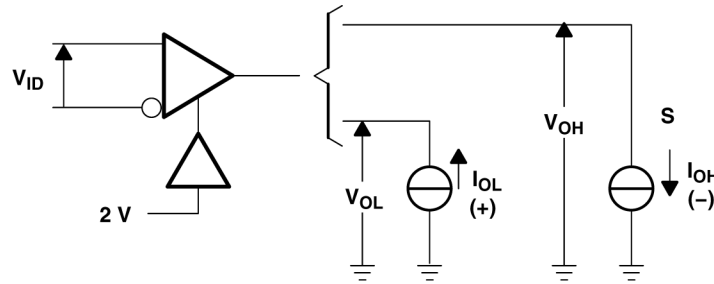 V_ID
2 V
V_OL
I_OL
(+)
V_OH
S
I_OH
(−)